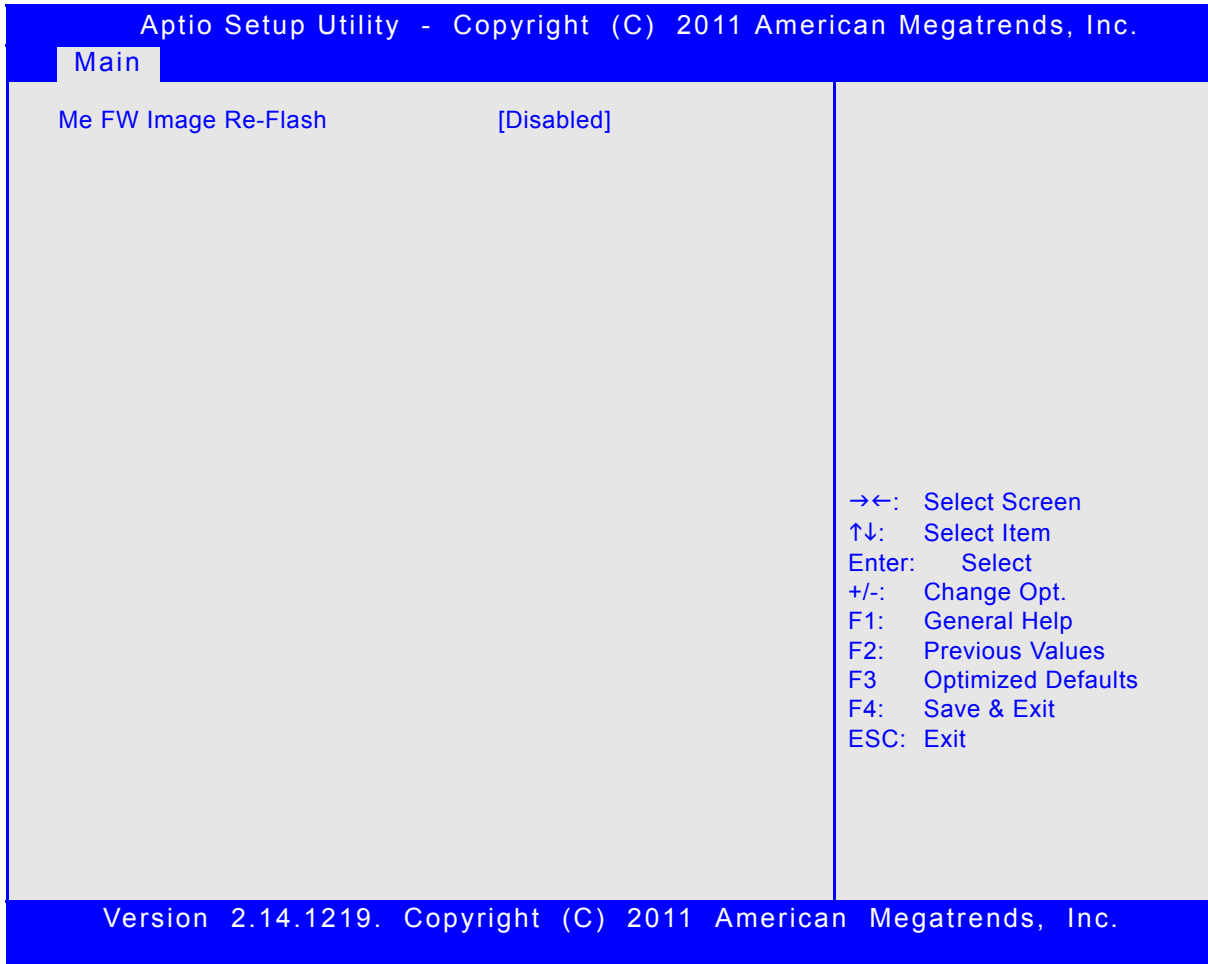 Aptio Setup Utility - Copyright (C) 2011 American Megatrends, Inc.
Main
Me FW Image Re-Flash [Disabled]
→←: Select Screen
↑↓: Select Item
Enter: Select
+/-: Change Opt.
F1: General Help
F2: Previous Values
F3 Optimized Defaults
F4: Save & Exit
ESC: Exit
Version 2.14.1219. Copyright (C) 2011 American Megatrends, Inc.